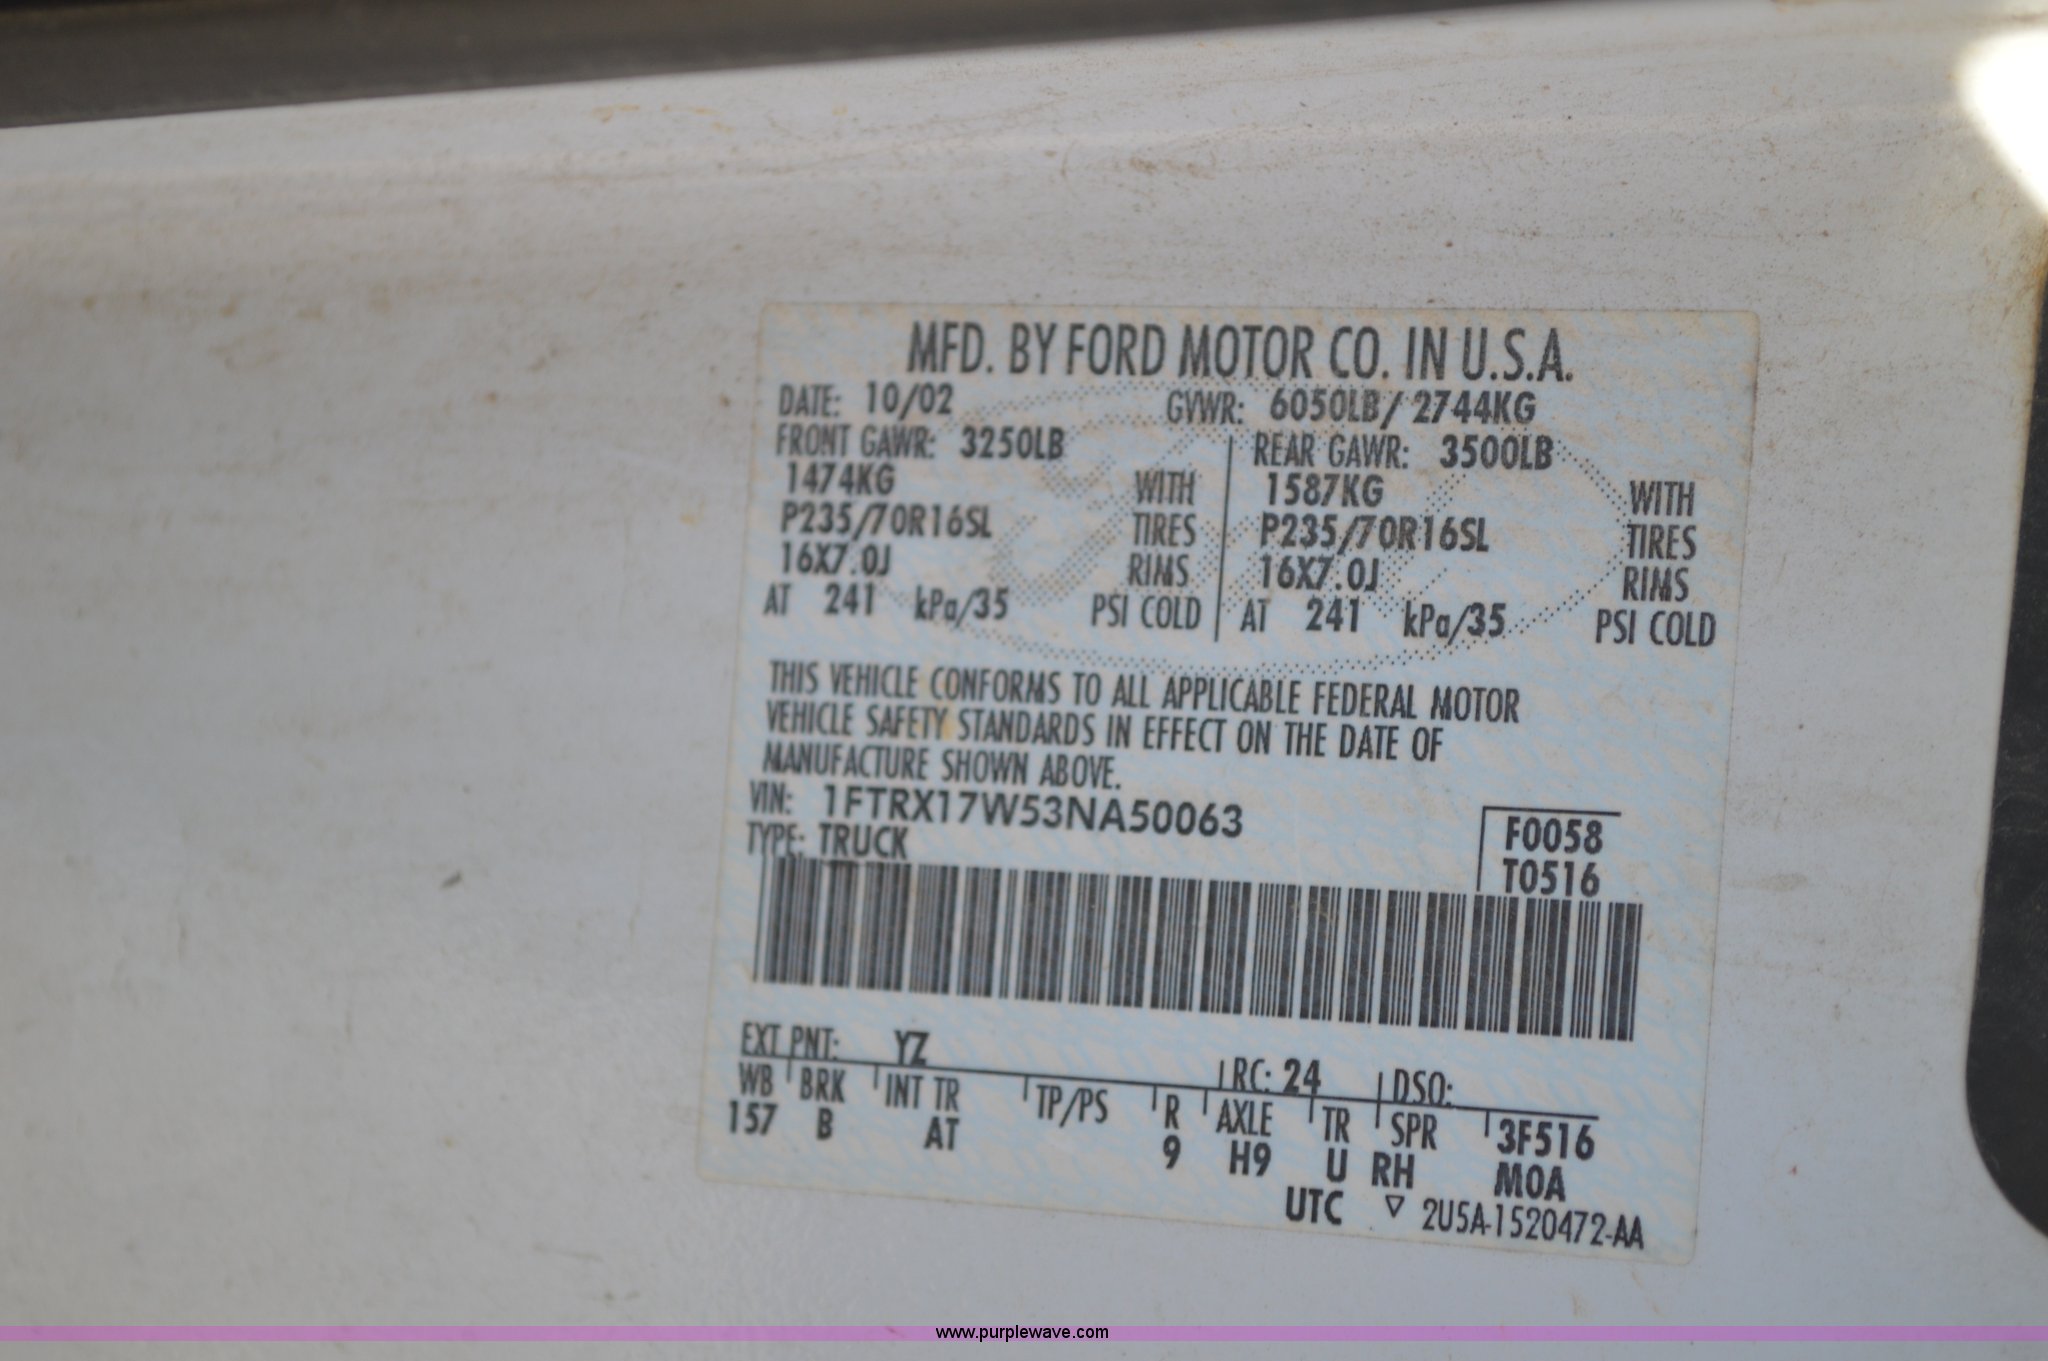 MFD. BY FORD MOTOR CO. IN U.S.A.
DATE: 10/02 GVWR: 6050LB/ 2744KG
FRONT GAWR: 3250LB REAR GAWR: 3500LB
1474KG WITH 1587KG WITH
P235/70R16SL TIRES P235/70R16SL TIRES
16X7.0J RIMS 16X7.0J RIMS
AT 241 kPa/35 PSI COLD AT 241 kPa/35 PSI COLD
THIS VEHICLE CONFORMS TO ALL APPLICABLE FEDERAL MOTOR
VEHICLE SAFETY STANDARDS IN EFFECT ON THE DATE OF
MANUFACTURE SHOWN ABOVE.
VIN: 1FTRX17W53NA50063 F0058
TYPE: TRUCK T0516
EXT PNT: YZ RC: 24 DSO:
WB BRK INT TR TP/PS R AXLE TR SPR 3F516
157 B AT 9 H9 U RH M0A
UTC ▽ 2U5A-1520472-AA
www.purplewave.com